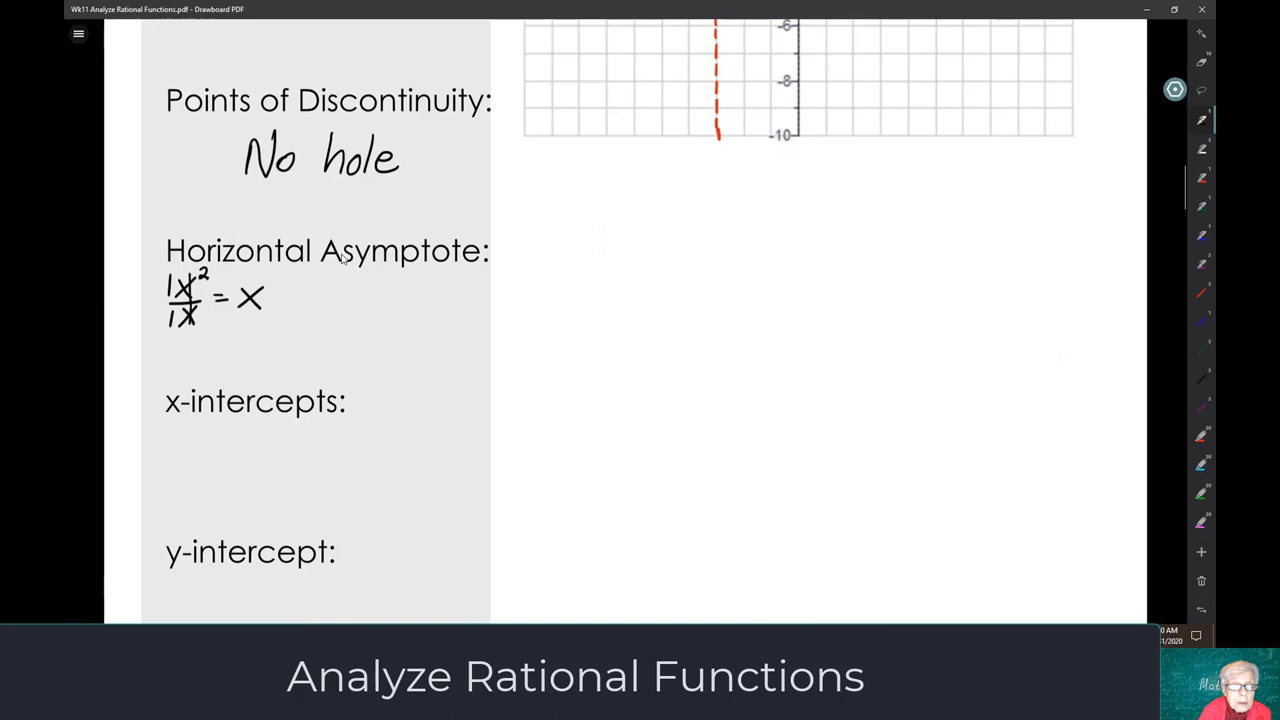 Wk11 Analyze Rational Functions.pdf - Drawboard PDF
-6
Points of Discontinuity:
-8
No hole
-10
Horizontal Asymptote:
1x²
1x
= x
x-intercepts:
y-intercept:
Analyze Rational Functions